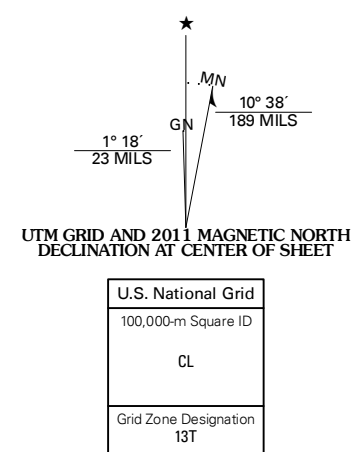 ★
MN
GN
10° 38´
189 MILS
1° 18´
23 MILS
UTM GRID AND 2011 MAGNETIC NORTH
DECLINATION AT CENTER OF SHEET
U.S. National Grid
100,000-m Square ID
CL
Grid Zone Designation
13T